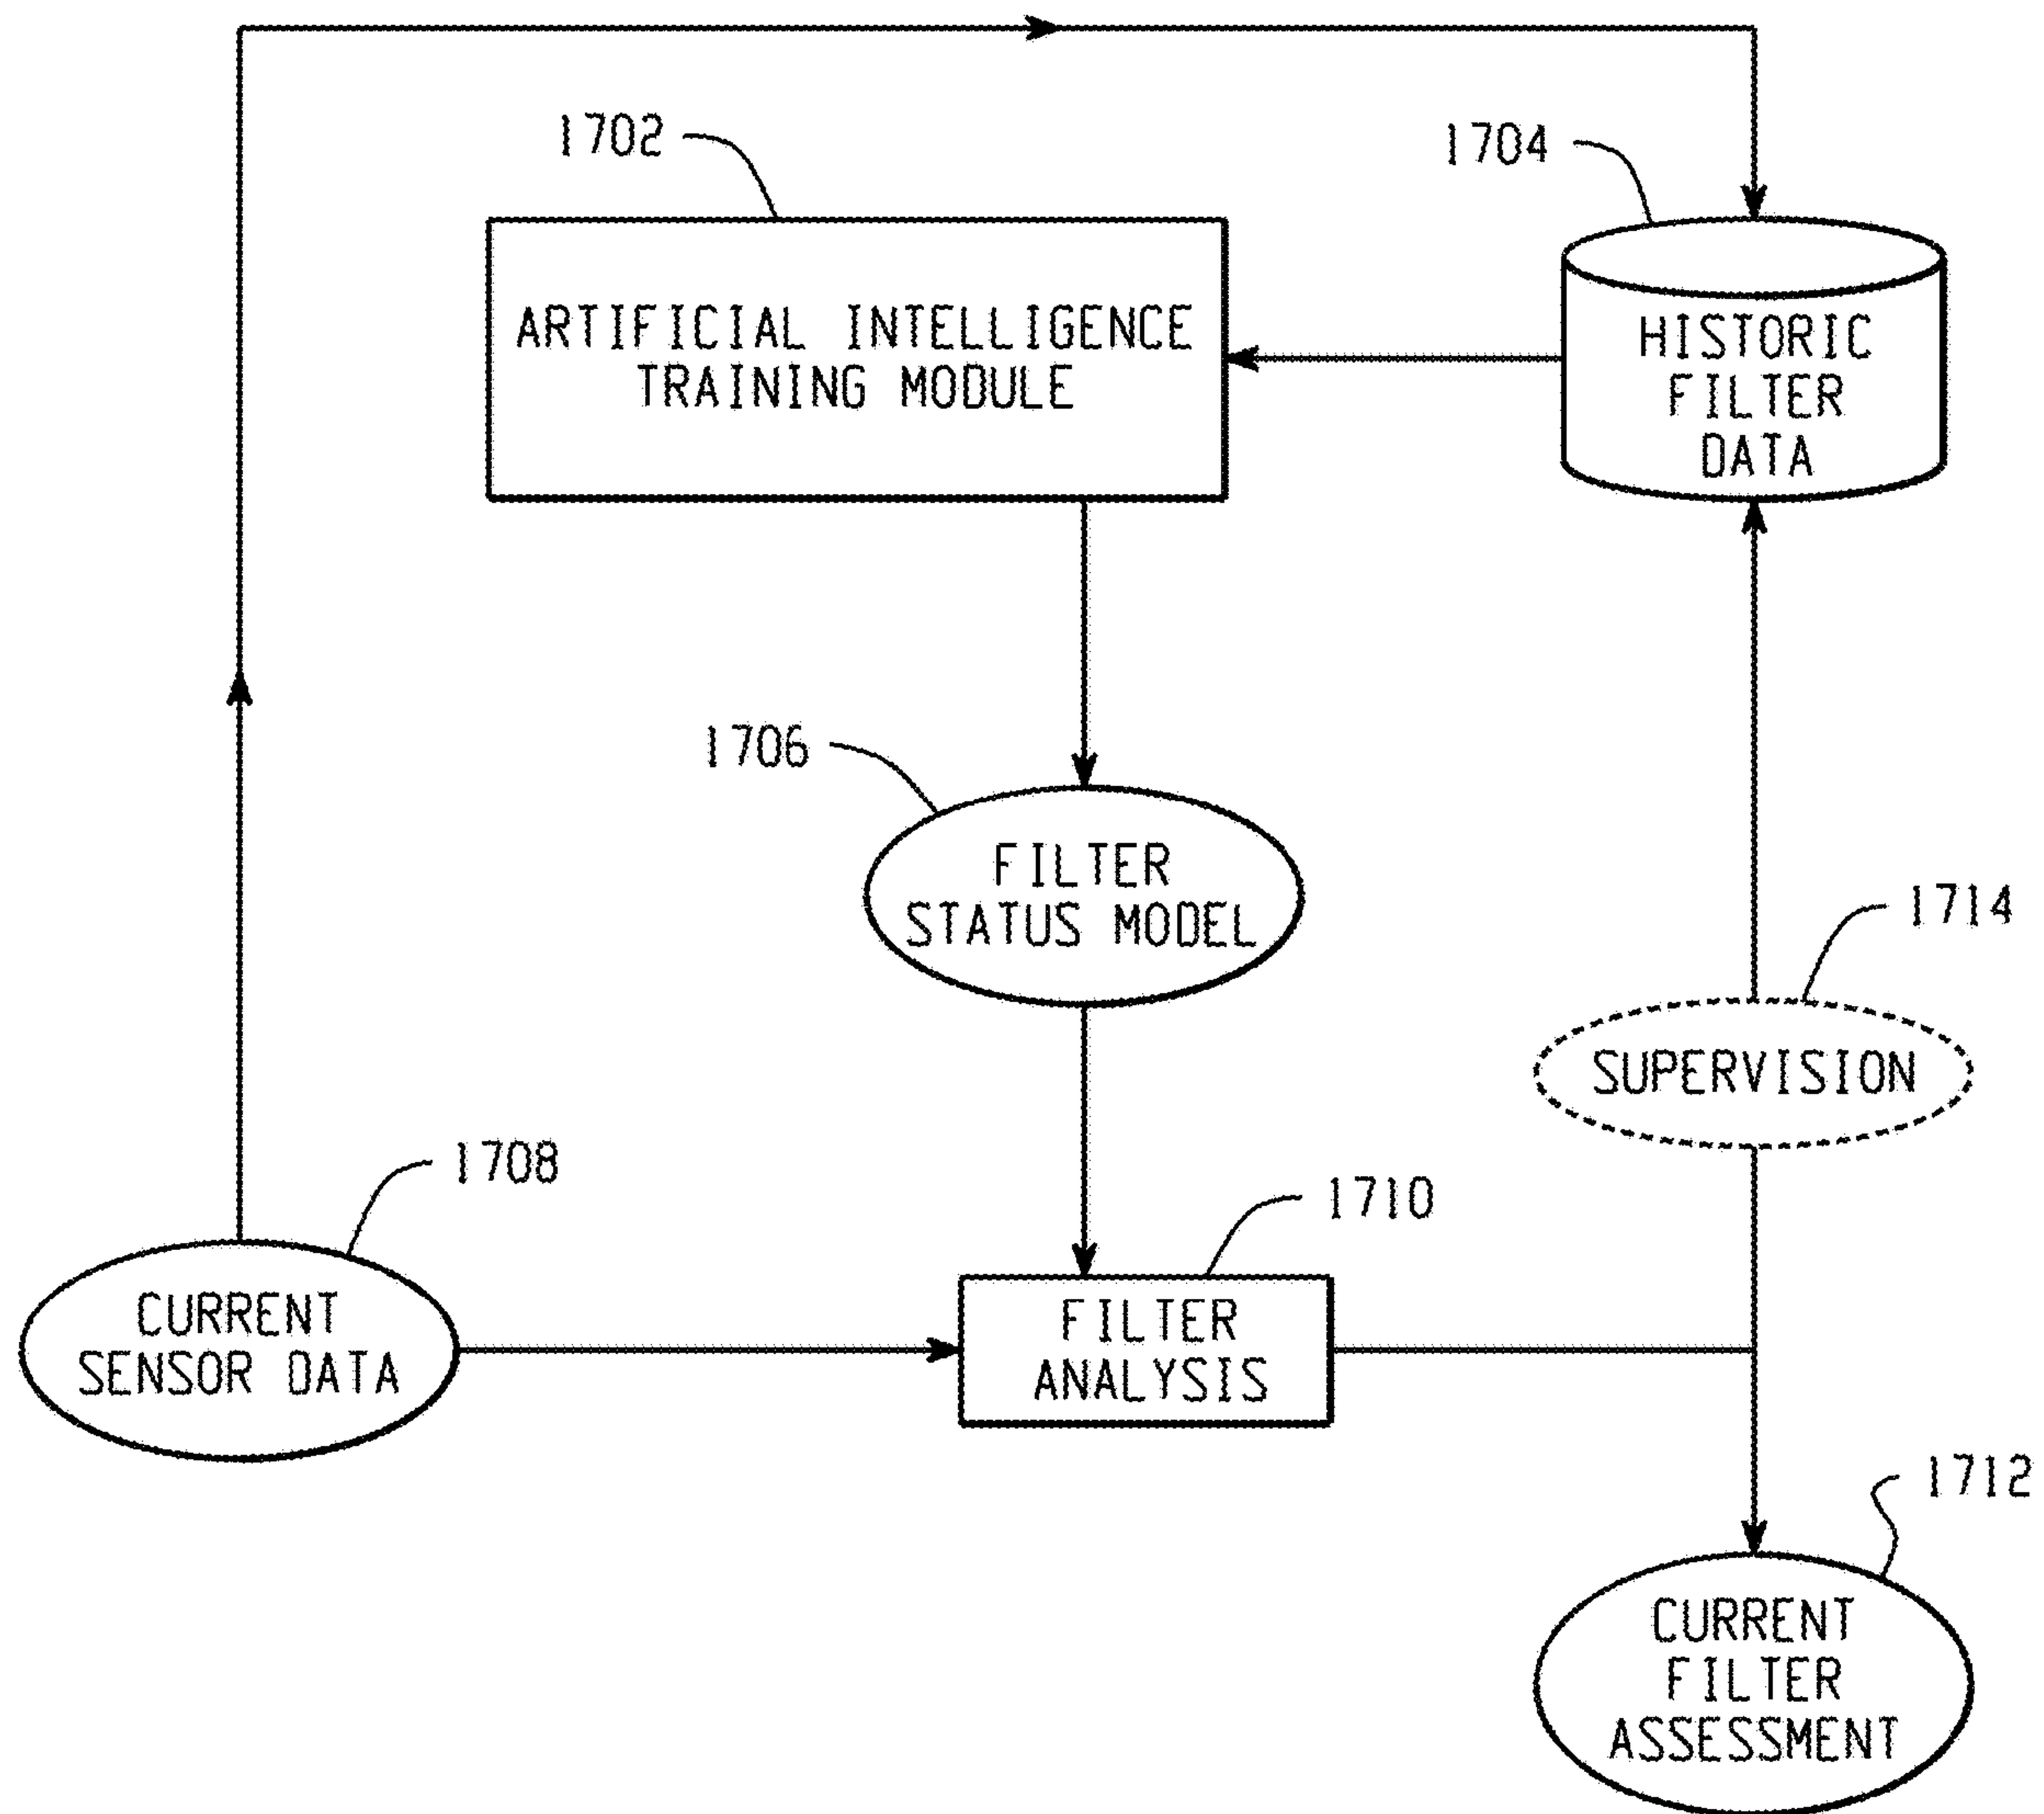 1702
1704
ARTIFICIAL INTELLIGENCE
TRAINING MODULE
HISTORIC
FILTER
DATA
1706
FILTER
STATUS MODEL
1714
SUPERVISION
1708
1710
CURRENT
SENSOR DATA
FILTER
ANALYSIS
1712
CURRENT
FILTER
ASSESSMENT